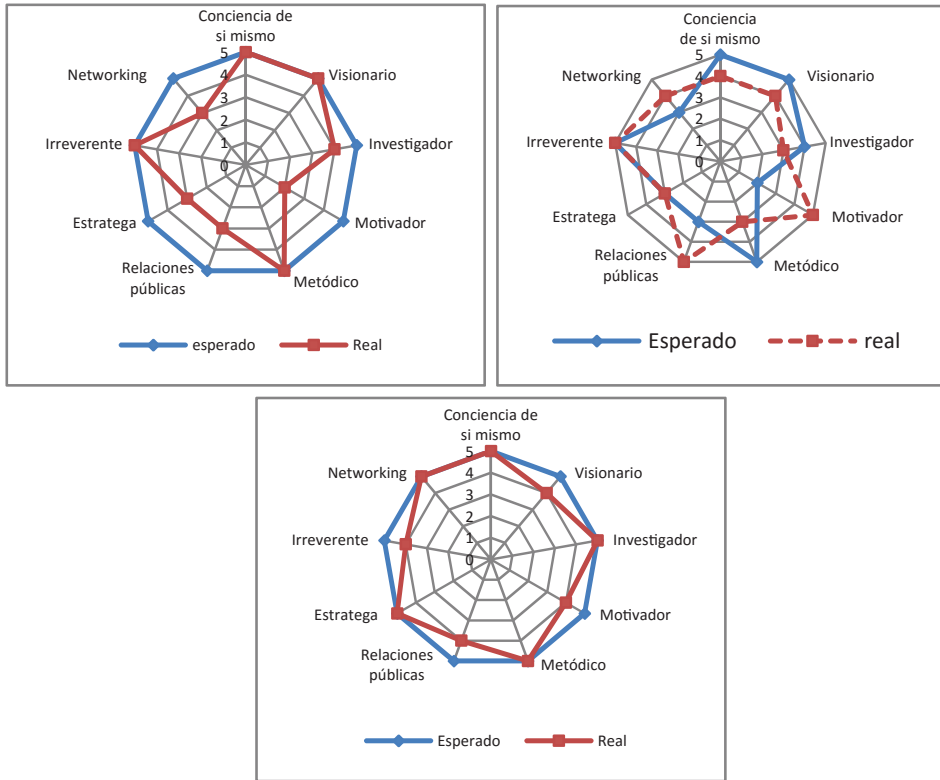 Conciencia de
si mismo
5
4
3
2
1
0
Visionario
Investigador
Motivador
Metódico
Relaciones
públicas
Estratega
Irreverente
Networking
esperado
Real
Conciencia
de si mismo
5
4
3
2
1
0
Visionario
Investigador
Motivador
Metódico
Relaciones
públicas
Estratega
Irreverente
Networking
Esperado
real
Conciencia de
si mismo
5
4
3
2
1
0
Visionario
Investigador
Motivador
Metódico
Relaciones
públicas
Estratega
Irreverente
Networking
Esperado
Real